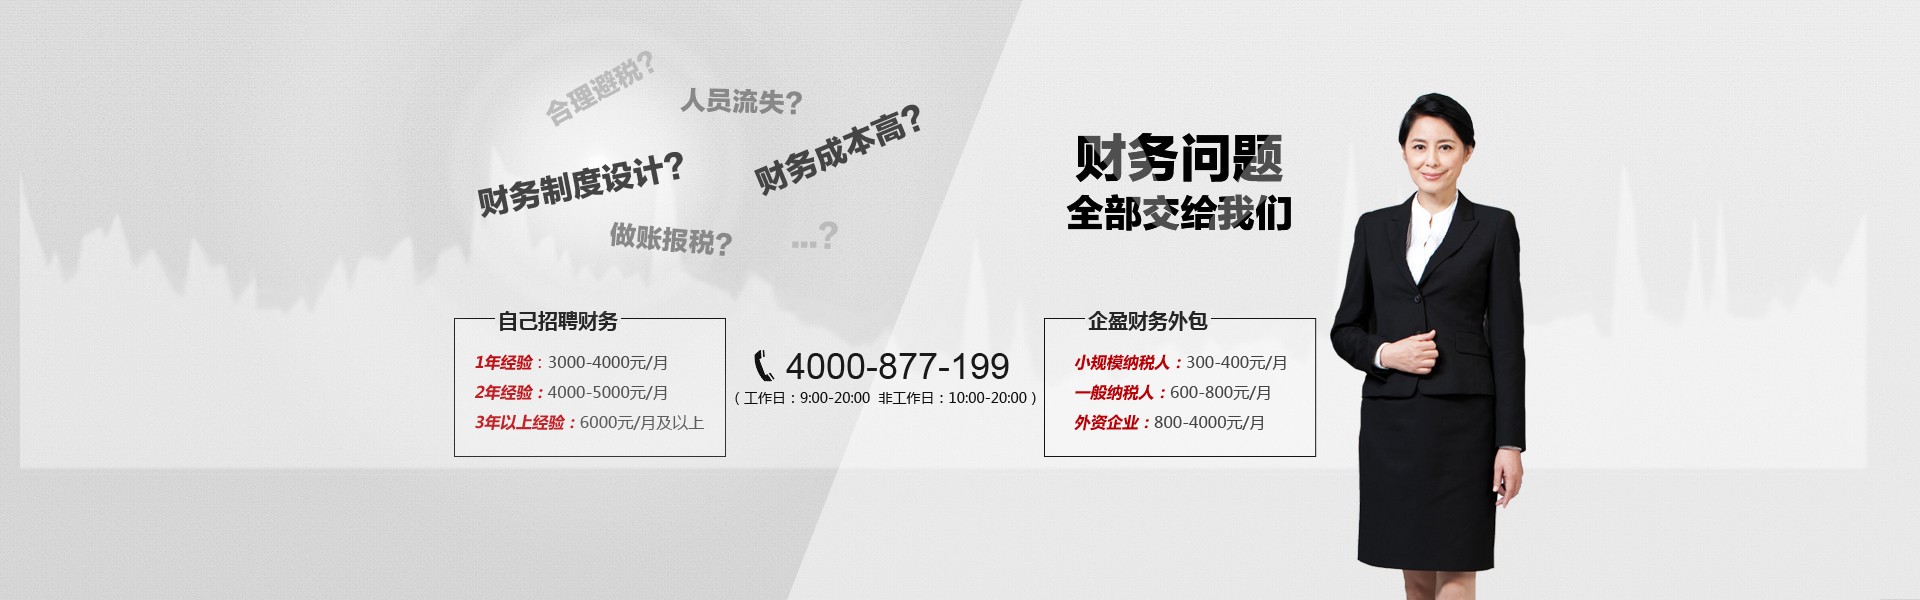 合理避税?
人员流失?
财务成本高?
财务制度设计?
做账报税?
...?
财务问题
全部交给我们
自己招聘财务
1年经验：3000-4000元/月
2年经验：4000-5000元/月
3年以上经验：6000元/月及以上
4000-877-199
（工作日：9:00-20:00 非工作日：10:00-20:00）
企盈财务外包
小规模纳税人：300-400元/月
一般纳税人：600-800元/月
外资企业：800-4000元/月